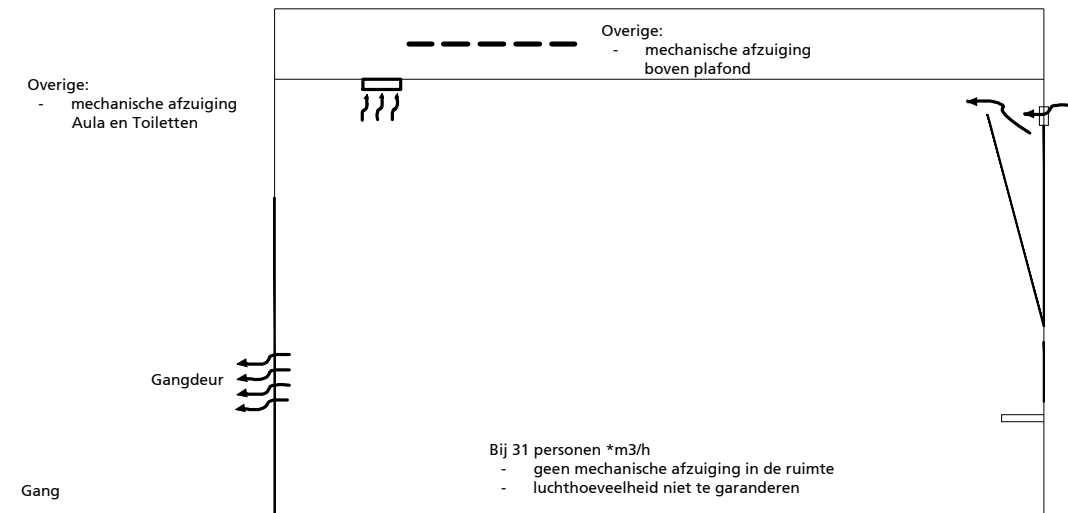 Overige:
- mechanische afzuiging
boven plafond
Overige:
- mechanische afzuiging
Aula en Toiletten
Gangdeur
Bij 31 personen *m3/h
- geen mechanische afzuiging in de ruimte
- luchthoeveelheid niet te garanderen
Gang